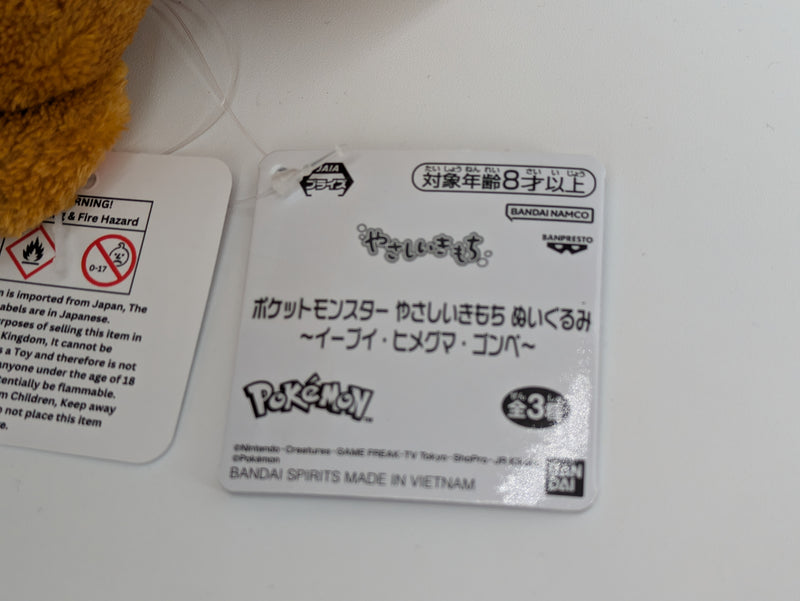 RNING!
& Fire Hazard
0-17
n is imported from Japan, The
abels are in Japanese.
rposes of selling this item in
Kingdom, It cannot be
s a Toy and therefore is not
anyone under the age of 18
tentially be flammable.
m Children, Keep away
o not place this item
e.
JAIA
プライズ
たいしょうねんれい さい いじょう
対象年齢8才以上
BANDAI NAMCO
BANPRESTO
やさしいきもち
ポケットモンスター やさしいきもち ぬいぐるみ
~イーブイ・ヒメグマ・ゴンベ~
POKéMON
全3種
©Nintendo・Creatures・GAME FREAK・TV Tokyo・ShoPro・JR Kikaku
©Pokémon
BANDAI SPIRITS MADE IN VIETNAM
BAN
DAI